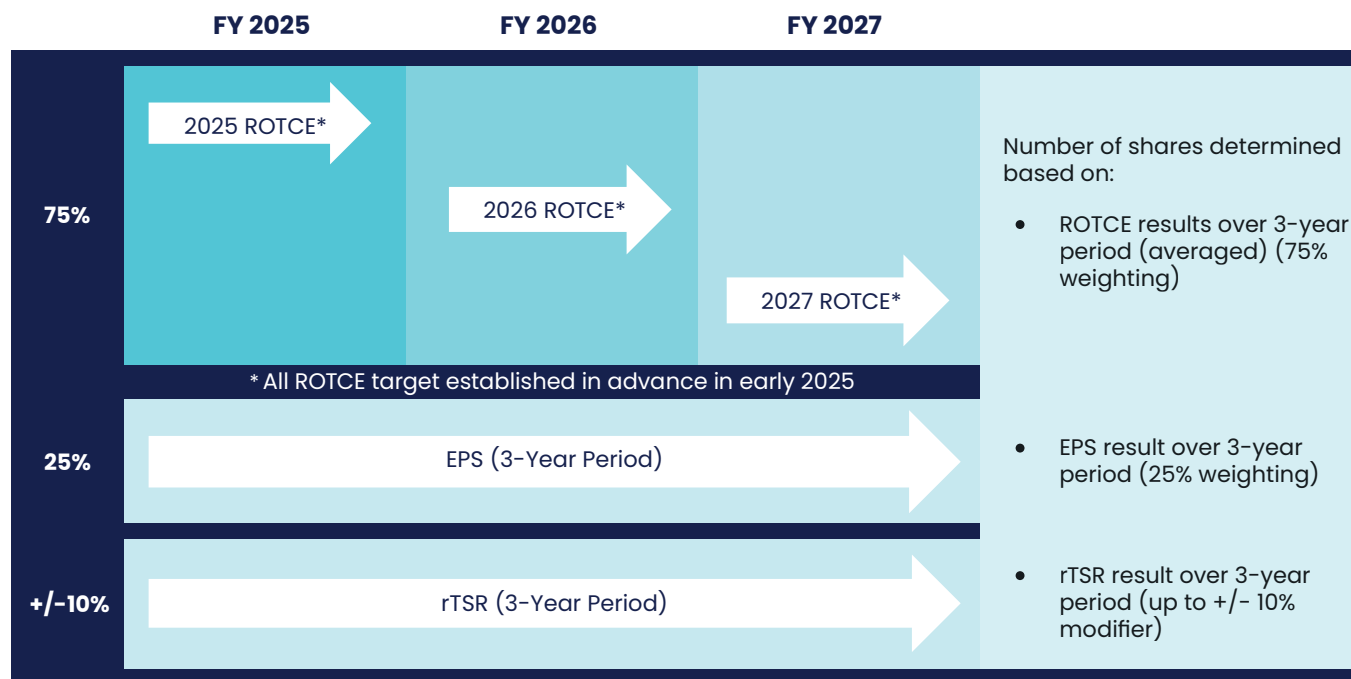 FY 2025 FY 2026 FY 2027
75%
2025 ROTCE*
2026 ROTCE*
2027 ROTCE*
* All ROTCE target established in advance in early 2025
25%
EPS (3-Year Period)
+/-10%
rTSR (3-Year Period)
Number of shares determined
based on:
• ROTCE results over 3-year
period (averaged) (75%
weighting)
• EPS result over 3-year
period (25% weighting)
• rTSR result over 3-year
period (up to +/- 10%
modifier)